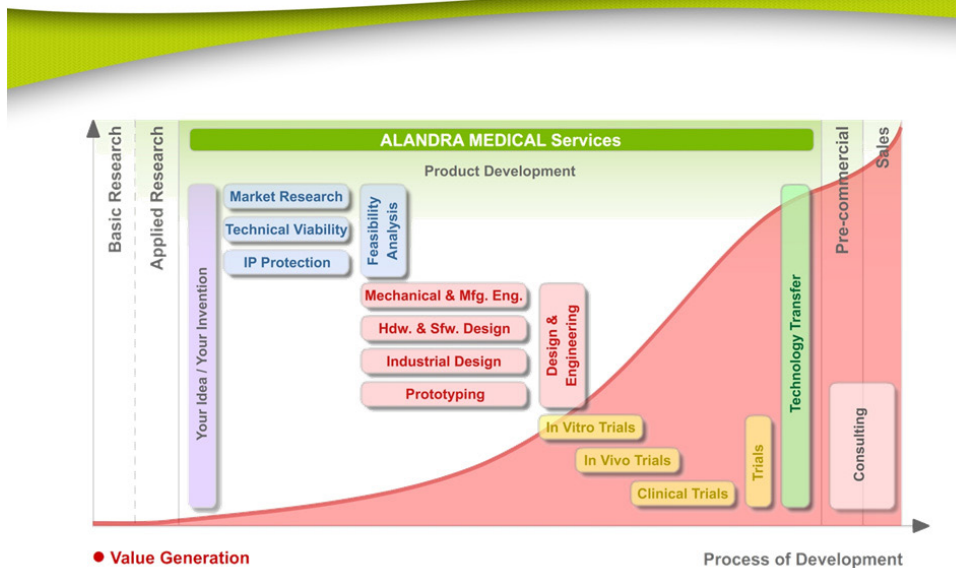 ALANDRA MEDICAL Services
Product Development
Basic Research
Applied Research
Your Idea / Your Invention
Market Research
Technical Viability
IP Protection
Feasibility
Analysis
Mechanical & Mfg. Eng.
Hdw. & Sfw. Design
Industrial Design
Prototyping
Design &
Engineering
In Vitro Trials
In Vivo Trials
Clinical Trials
Trials
Technology Transfer
Pre-commercial
Sales
Consulting
Value Generation
Process of Development